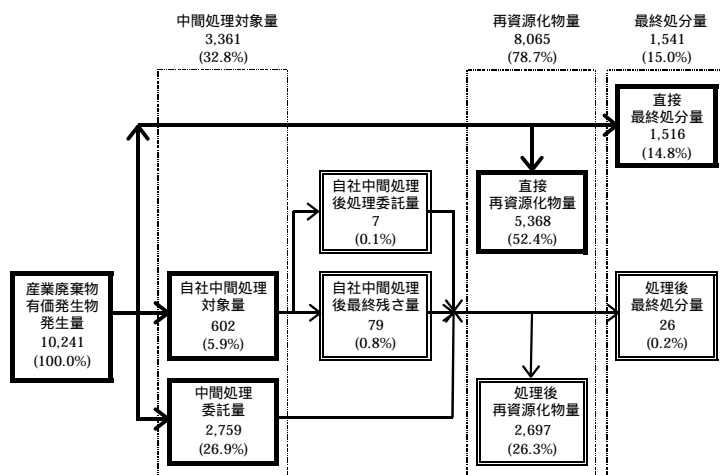 中間処理対象量
3,361
(32.8%)
再資源化物量
8,065
(78.7%)
最終処分量
1,541
(15.0%)
直接
最終処分量
1,516
(14.8%)
自社中間処理
後処理委託量
7
(0.1%)
直接
再資源化物量
5,368
(52.4%)
産業廃棄物
有価発生物
発生量
10,241
(100.0%)
自社中間処理
対象量
602
(5.9%)
自社中間処理
後最終残さ量
79
(0.8%)
処理後
最終処分量
26
(0.2%)
中間処理
委託量
2,759
(26.9%)
処理後
再資源化物量
2,697
(26.3%)